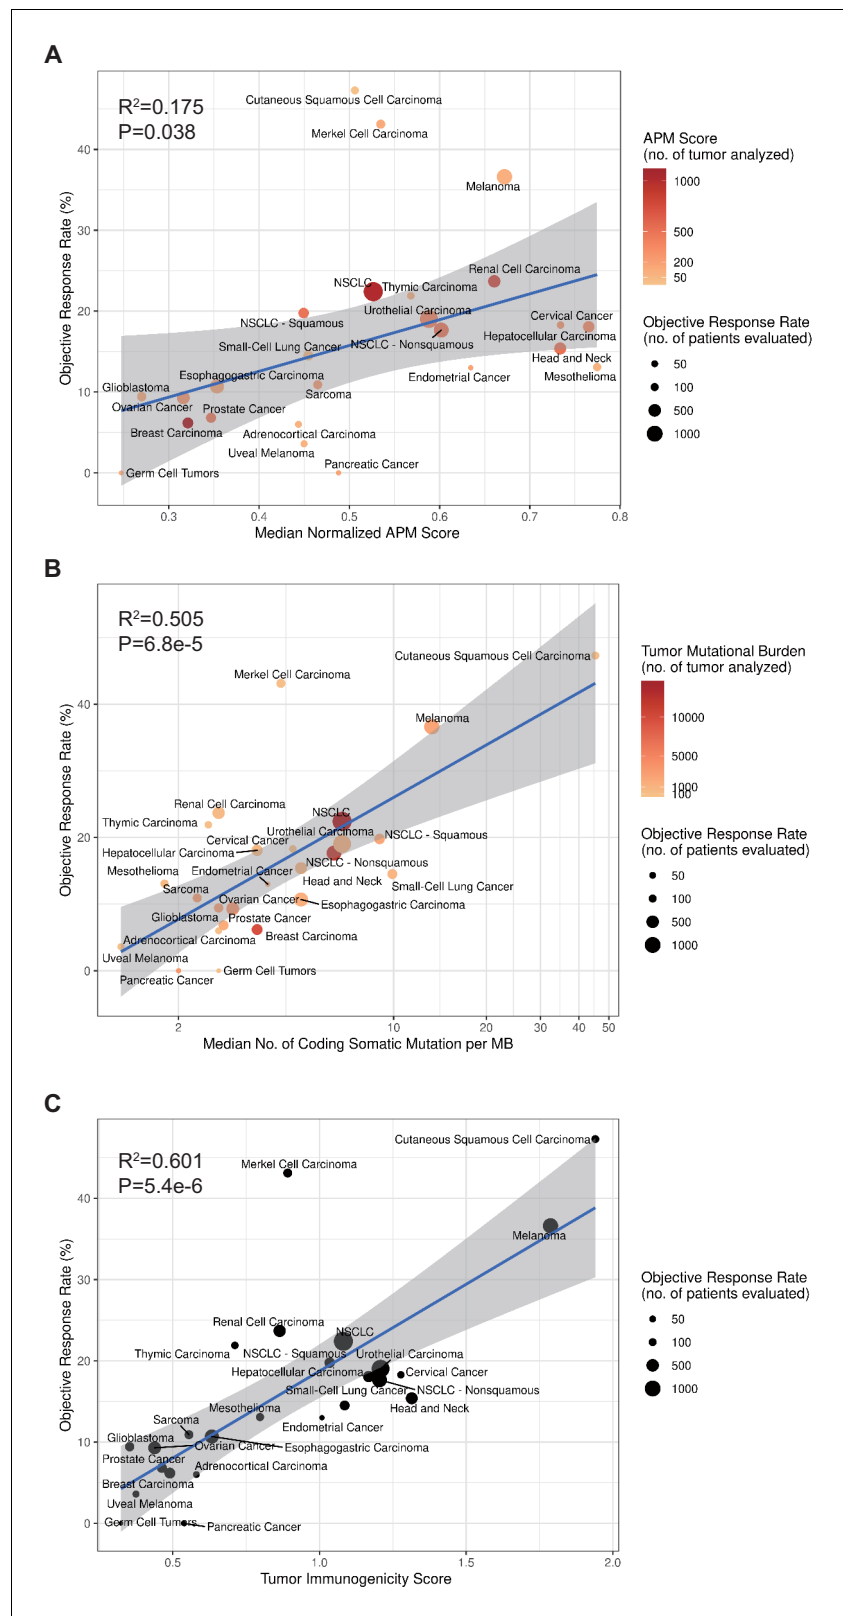 A
R²=0.175
P=0.038
Cutaneous Squamous Cell Carcinoma
Merkel Cell Carcinoma
Melanoma
Renal Cell Carcinoma
NSCLC
Thymic Carcinoma
Urothelial Carcinoma
Cervical Cancer
NSCLC - Squamous
Hepatocellular Carcinoma
Small-Cell Lung Cancer
NSCLC - Nonsquamous
Head and Neck
Esophagogastric Carcinoma
Endometrial Cancer
Mesothelioma
Glioblastoma
Sarcoma
Ovarian Cancer
Prostate Cancer
Breast Carcinoma
Adrenocortical Carcinoma
Uveal Melanoma
Pancreatic Cancer
Germ Cell Tumors
Objective Response Rate (%)
40
30
20
10
0
0.3 0.4 0.5 0.6 0.7 0.8
Median Normalized APM Score
APM Score
(no. of tumor analyzed)
1000
500
200
50
Objective Response Rate
(no. of patients evaluated)
50
100
500
1000
B
R²=0.505
P=6.8e-5
Cutaneous Squamous Cell Carcinoma
Merkel Cell Carcinoma
Melanoma
Renal Cell Carcinoma
NSCLC
Thymic Carcinoma
Urothelial Carcinoma
NSCLC - Squamous
Cervical Cancer
Hepatocellular Carcinoma
NSCLC - Nonsquamous
Mesothelioma
Endometrial Cancer
Head and Neck
Small-Cell Lung Cancer
Sarcoma
Ovarian Cancer
Esophagogastric Carcinoma
Glioblastoma
Prostate Cancer
Adrenocortical Carcinoma
Breast Carcinoma
Uveal Melanoma
Germ Cell Tumors
Pancreatic Cancer
Objective Response Rate (%)
40
20
0
2 10 20 30 40 50
Median No. of Coding Somatic Mutation per MB
Tumor Mutational Burden
(no. of tumor analyzed)
10000
5000
1000
100
Objective Response Rate
(no. of patients evaluated)
50
100
500
1000
C
R²=0.601
P=5.4e-6
Cutaneous Squamous Cell Carcinoma
Merkel Cell Carcinoma
Melanoma
Renal Cell Carcinoma
NSCLC
Thymic Carcinoma
NSCLC - Squamous
Urothelial Carcinoma
Hepatocellular Carcinoma
Cervical Cancer
Small-Cell Lung Cancer
NSCLC - Nonsquamous
Mesothelioma
Head and Neck
Sarcoma
Endometrial Cancer
Glioblastoma
Ovarian Cancer
Esophagogastric Carcinoma
Prostate Cancer
Adrenocortical Carcinoma
Breast Carcinoma
Uveal Melanoma
Germ Cell Tumors
Pancreatic Cancer
Objective Response Rate (%)
40
30
20
10
0
0.5 1.0 1.5 2.0
Tumor Immunogenicity Score
Objective Response Rate
(no. of patients evaluated)
50
100
500
1000